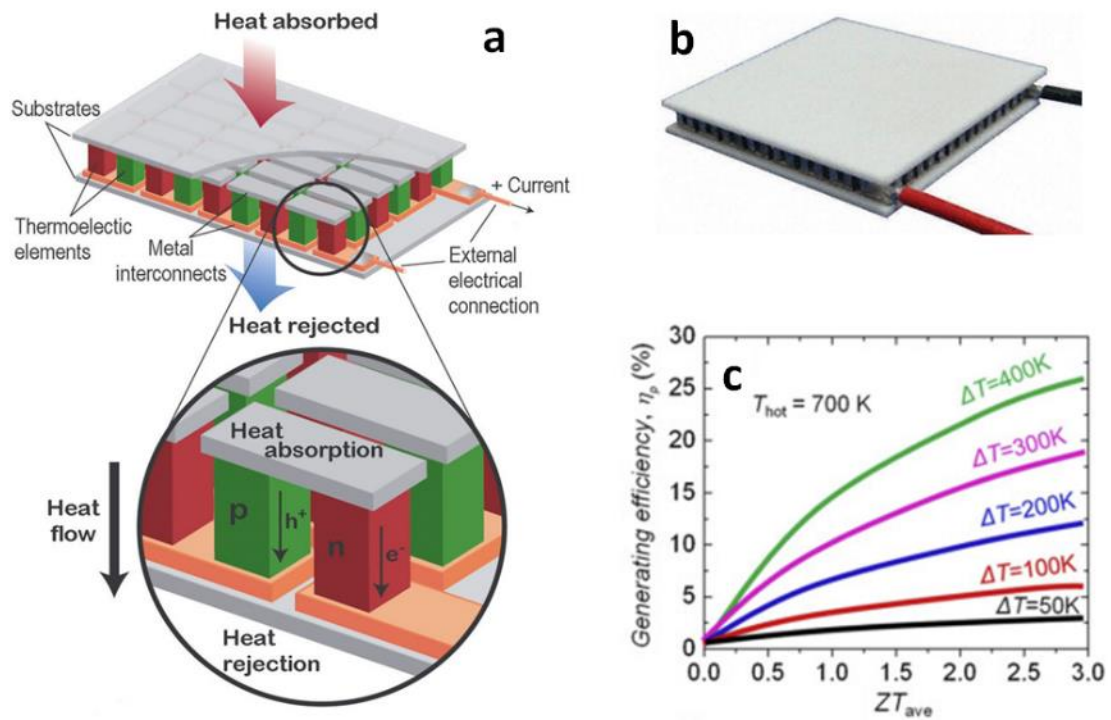 a
Heat absorbed
Substrates
+ Current
Thermoelectic
elements
Metal
interconnects
External
electrical
connection
Heat rejected
Heat
absorption
Heat
flow
p
h⁺
n
e⁻
Heat
rejection
b
c
Generating efficiency, ηₚ (%)
30
25
20
15
10
5
0
T_hot = 700 K
ΔT=400K
ΔT=300K
ΔT=200K
ΔT=100K
ΔT=50K
0.0 0.5 1.0 1.5 2.0 2.5 3.0
ZT_ave